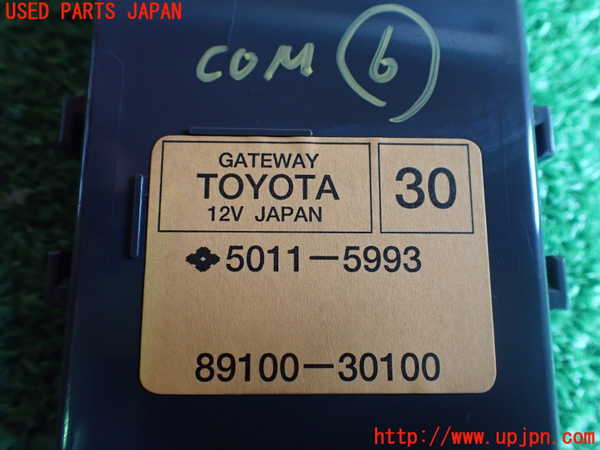 USED PARTS JAPAN
COM 6
GATEWAY
TOYOTA
12V JAPAN
30
5011-5993
89100-30100
http://www.upjpn.com